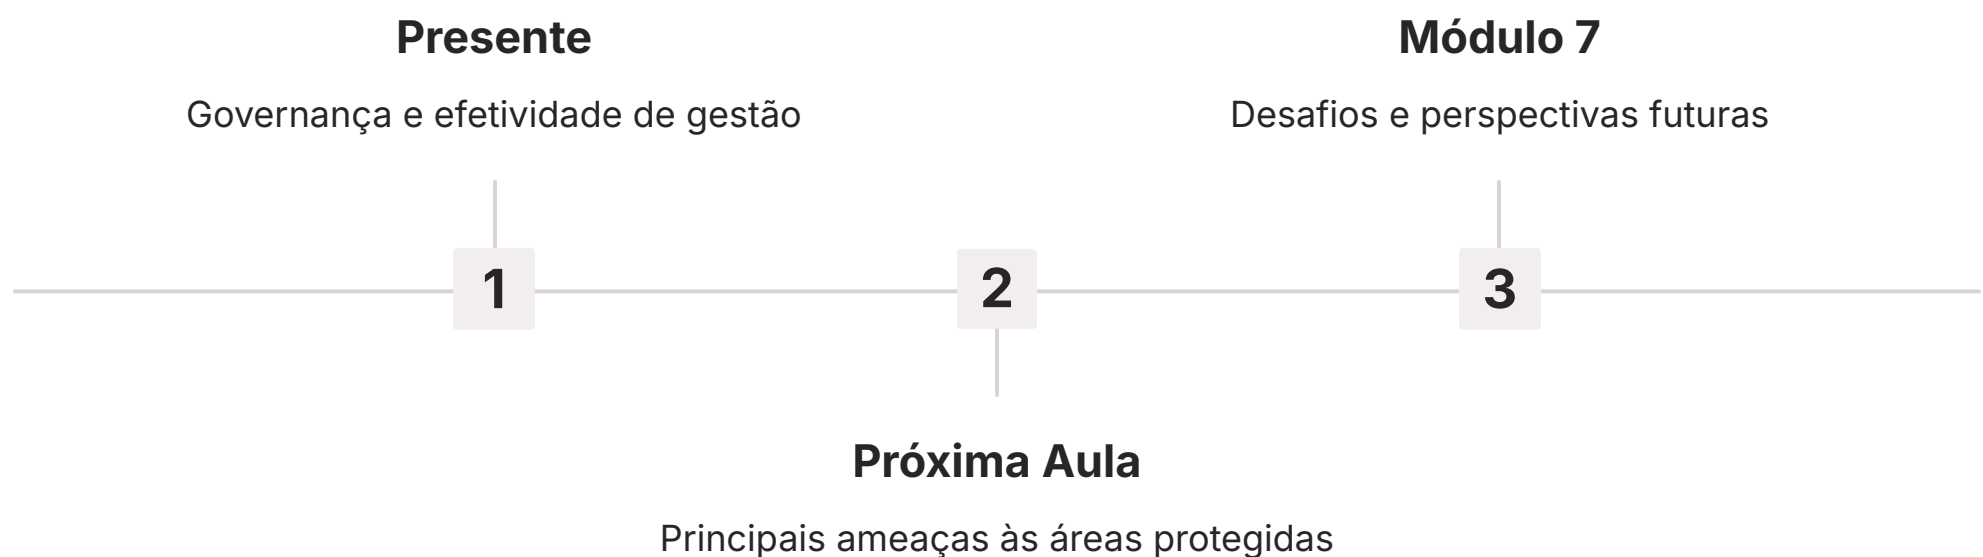 Presente
Governança e efetividade de gestão
Módulo 7
Desafios e perspectivas futuras
1
2
3
Próxima Aula
Principais ameaças às áreas protegidas